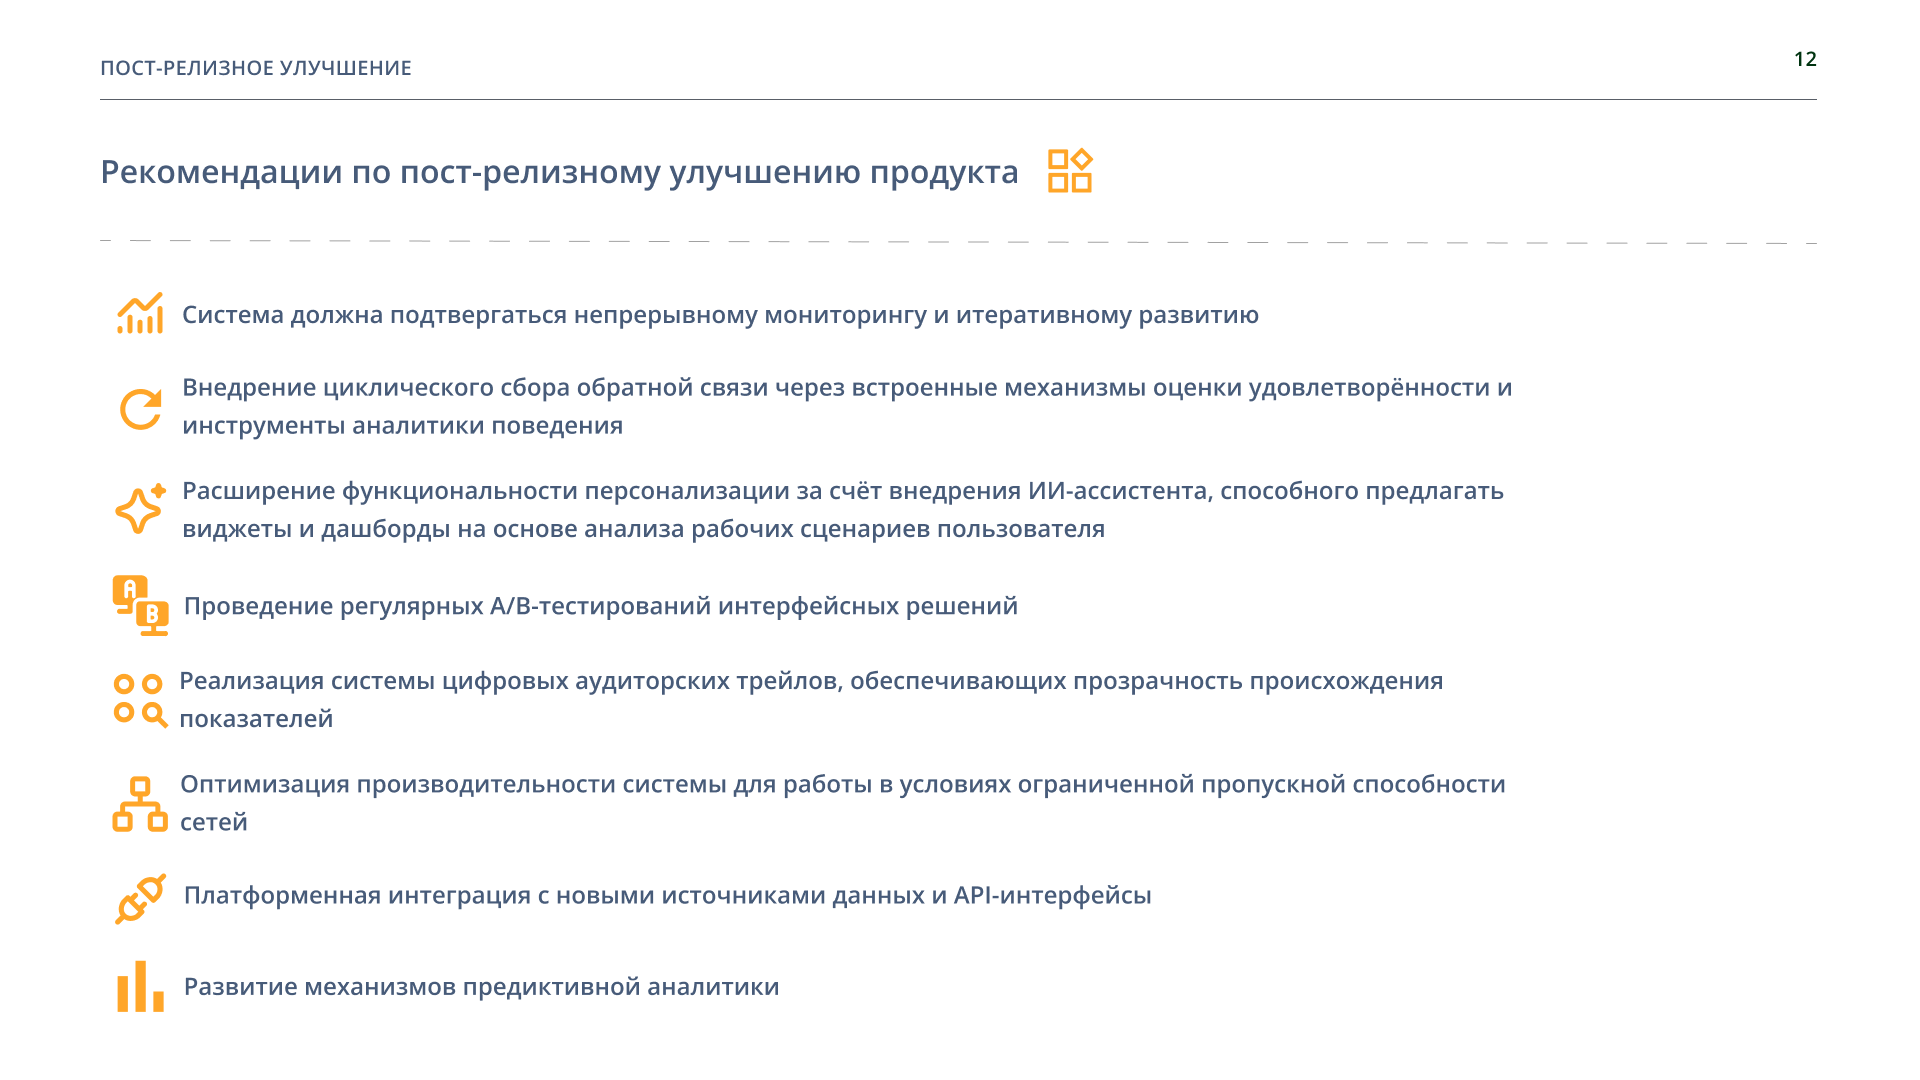 ПОСТ-РЕЛИЗНОЕ УЛУЧШЕНИЕ
12
Рекомендации по пост-релизному улучшению продукта
Система должна подтвергаться непрерывному мониторингу и итеративному развитию
Внедрение циклического сбора обратной связи через встроенные механизмы оценки удовлетворённости и
инструменты аналитики поведения
Расширение функциональности персонализации за счёт внедрения ИИ-ассистента, способного предлагать
виджеты и дашборды на основе анализа рабочих сценариев пользователя
A
B
Проведение регулярных A/B-тестирований интерфейсных решений
Реализация системы цифровых аудиторских трейлов, обеспечивающих прозрачность происхождения
показателей
Оптимизация производительности системы для работы в условиях ограниченной пропускной способности
сетей
Платформенная интеграция с новыми источниками данных и API-интерфейсы
Развитие механизмов предиктивной аналитики